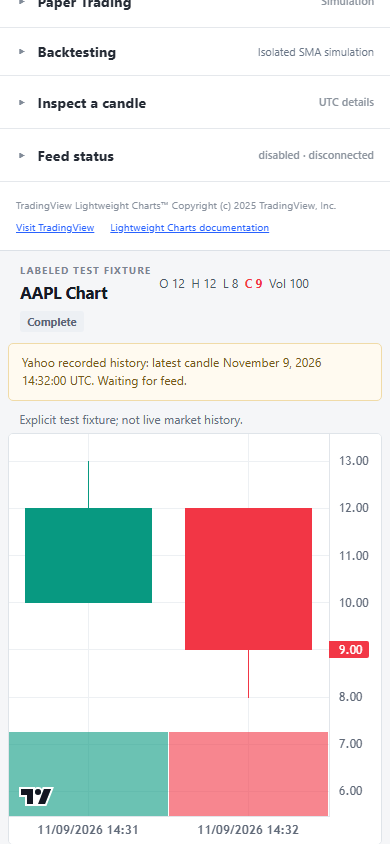 Paper Trading Simulation
Backtesting Isolated SMA simulation
Inspect a candle UTC details
Feed status disabled · disconnected
TradingView Lightweight Charts™ Copyright (c) 2025 TradingView, Inc.
Visit TradingView Lightweight Charts documentation
LABELED TEST FIXTURE
AAPL Chart
O 12 H 12 L 8 C 9 Vol 100
Complete
Yahoo recorded history: latest candle November 9, 2026
14:32:00 UTC. Waiting for feed.
Explicit test fixture; not live market history.
13.00
12.00
11.00
10.00
9.00
8.00
7.00
6.00
11/09/2026 14:31 11/09/2026 14:32